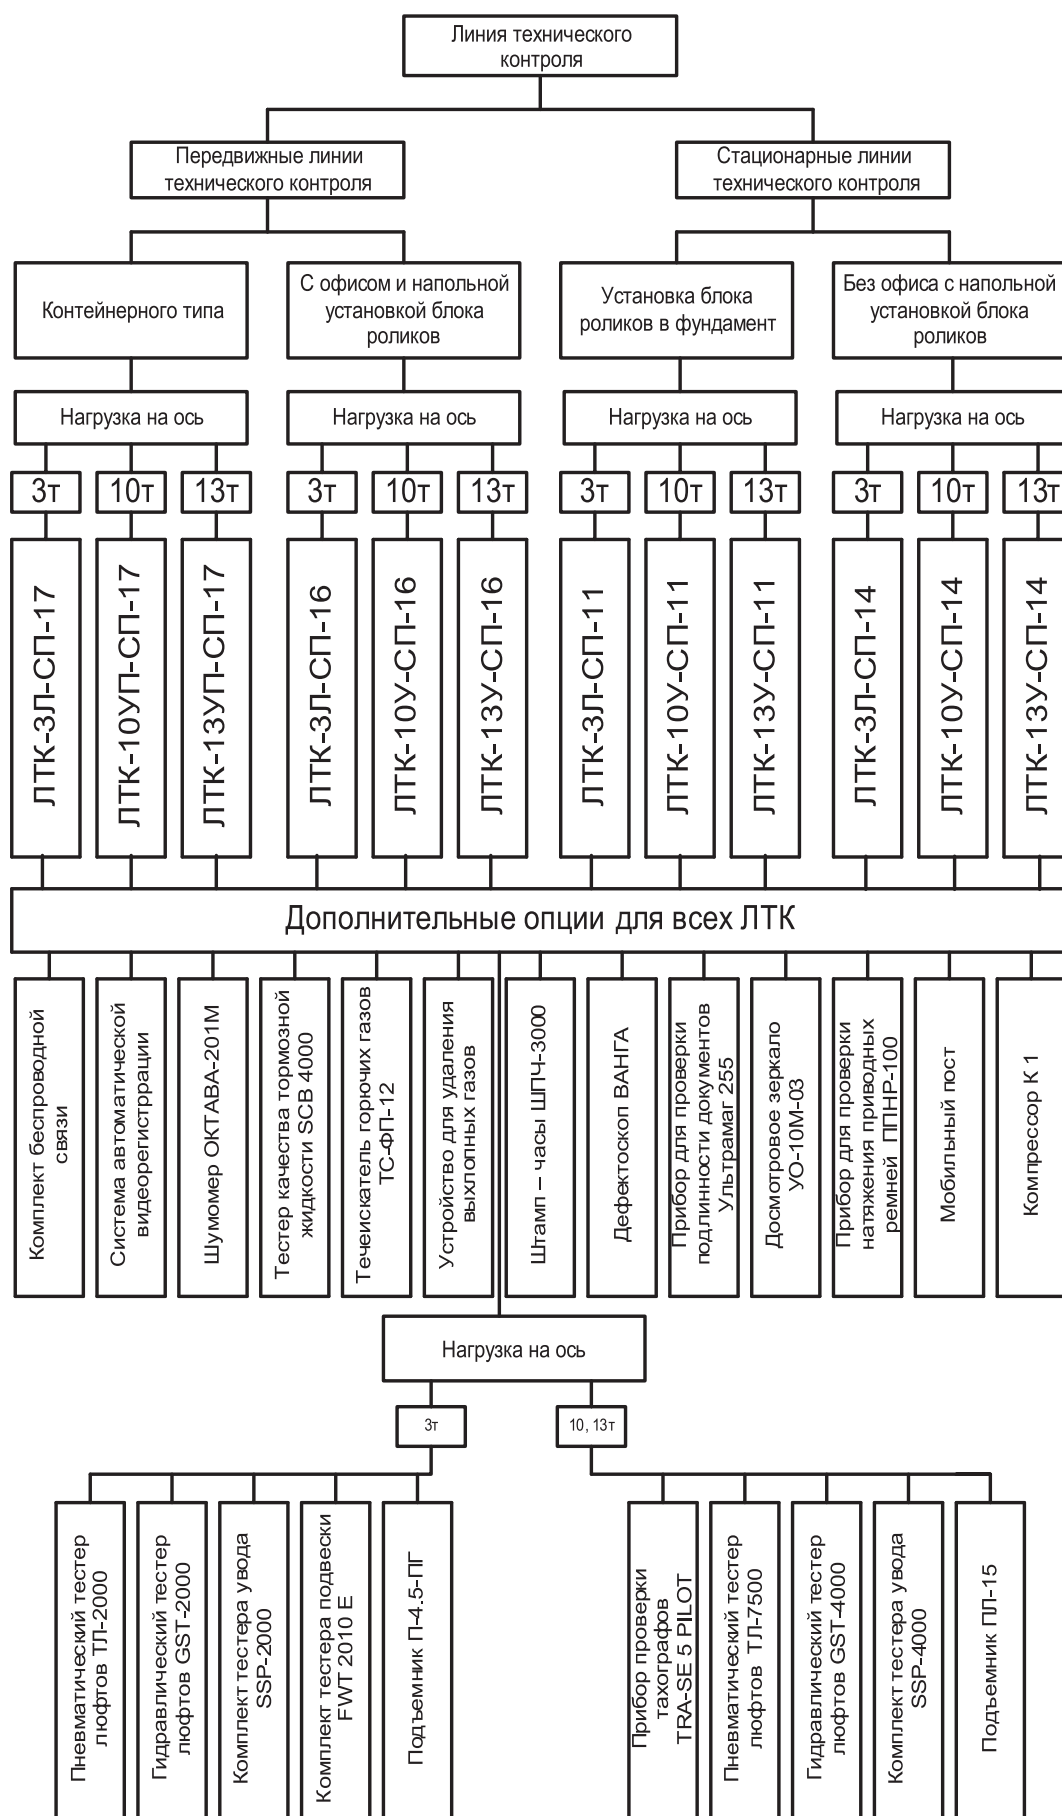 Линия технического
контроля
Передвижные линии
технического контроля
Стационарные линии
технического контроля
Контейнерного типа
С офисом и напольной
установкой блока
роликов
Установка блока
роликов в фундамент
Без офиса с напольной
установкой блока
роликов
Нагрузка на ось
Нагрузка на ось
Нагрузка на ось
Нагрузка на ось
3т
10т
13т
3т
10т
13т
3т
10т
13т
3т
10т
13т
ЛТК-3Л-СП-17
ЛТК-10УП-СП-17
ЛТК-13УП-СП-17
ЛТК-3Л-СП-16
ЛТК-10У-СП-16
ЛТК-13У-СП-16
ЛТК-3Л-СП-11
ЛТК-10У-СП-11
ЛТК-13У-СП-11
ЛТК-3Л-СП-14
ЛТК-10У-СП-14
ЛТК-13У-СП-14
Дополнительные опции для всех ЛТК
Комплект беспроводной
связи
Система автоматической
видеорегистррации
Шумомер ОКТАВА-201М
Тестер качества тормозной
жидкости SCB 4000
Течеискатель горючих газов
ТС-ФП-12
Устройство для удаления
выхлопных газов
Штамп – часы ШПЧ-3000
Дефектоскоп ВАНГА
Прибор для проверки
подлинности документов
Ультрамаг 255
Досмотровое зеркало
УО-10М-03
Прибор для проверки
натяжения приводных
ремней ППНР-100
Мобильный пост
Компрессор К 1
Нагрузка на ось
3т
10, 13т
Пневматический тестер
люфтов ТЛ-2000
Гидравлический тестер
люфтов GST-2000
Комплект тестера увода
SSP-2000
Комплект тестера подвески
FWT 2010 E
Подъемник П-4.5-ПГ
Прибор проверки
тахографов
TRA-SE 5 PILOT
Пневматический тестер
люфтов ТЛ-7500
Гидравлический тестер
люфтов GST-4000
Комплект тестера увода
SSP-4000
Подъемник ПЛ-15